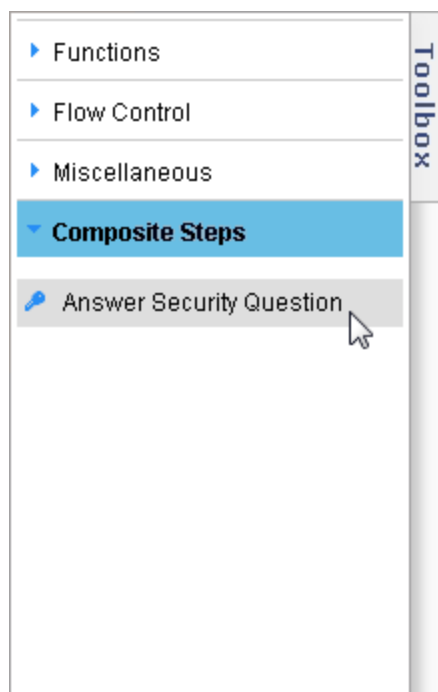 Functions
Flow Control
Miscellaneous
Composite Steps
Answer Security Question
Toolbox